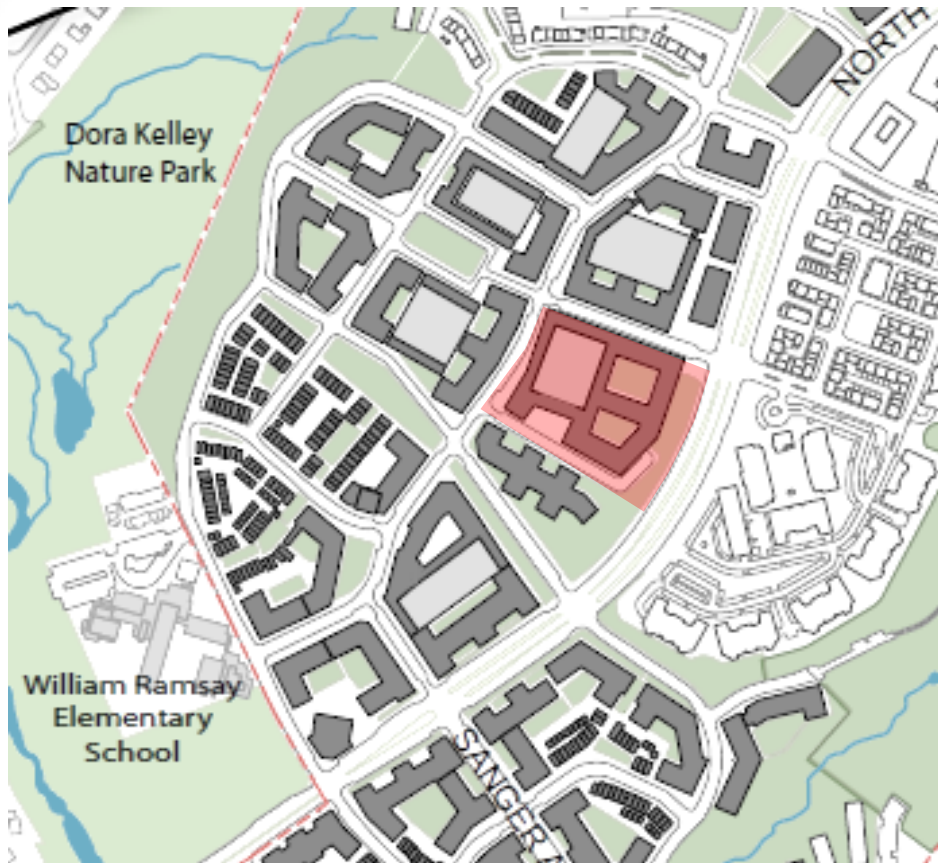 NORTH
Dora Kelley
Nature Park
William Ramsay
Elementary
School
SANGER